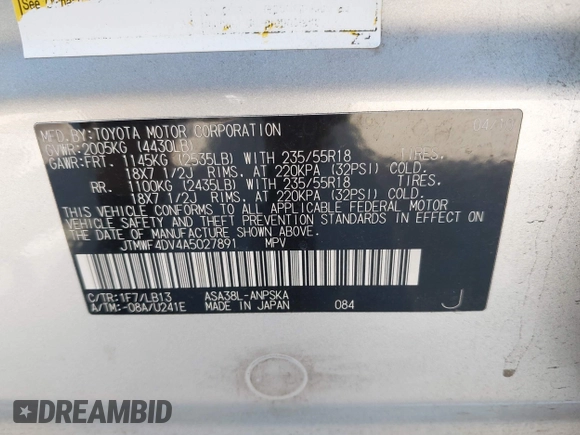 See
MFD.BY:TOYOTA MOTOR CORPORATION 04/
GVWR:2005KG (4430LB)
GAWR:FRT. 1145KG (2535LB) WITH 235/55R18 TIRES,
18X7 1/2J RIMS, AT 220KPA (32PSI) COLD.
RR. 1100KG (2435LB) WITH 235/55R18 TIRES,
18X7 1/2J RIMS, AT 220KPA (32PSI) COLD.
THIS VEHICLE CONFORMS TO ALL APPLICABLE FEDERAL MOTOR
VEHICLE SAFETY AND THEFT PREVENTION STANDARDS IN EFFECT ON
THE DATE OF MANUFACTURE SHOWN ABOVE.
JTMWF4DV4A5027891 MPV
C/TR:1F7/LB13 ASA38L-ANPSKA
A/TM:-08A/U241E MADE IN JAPAN 084 J
DREAMBID